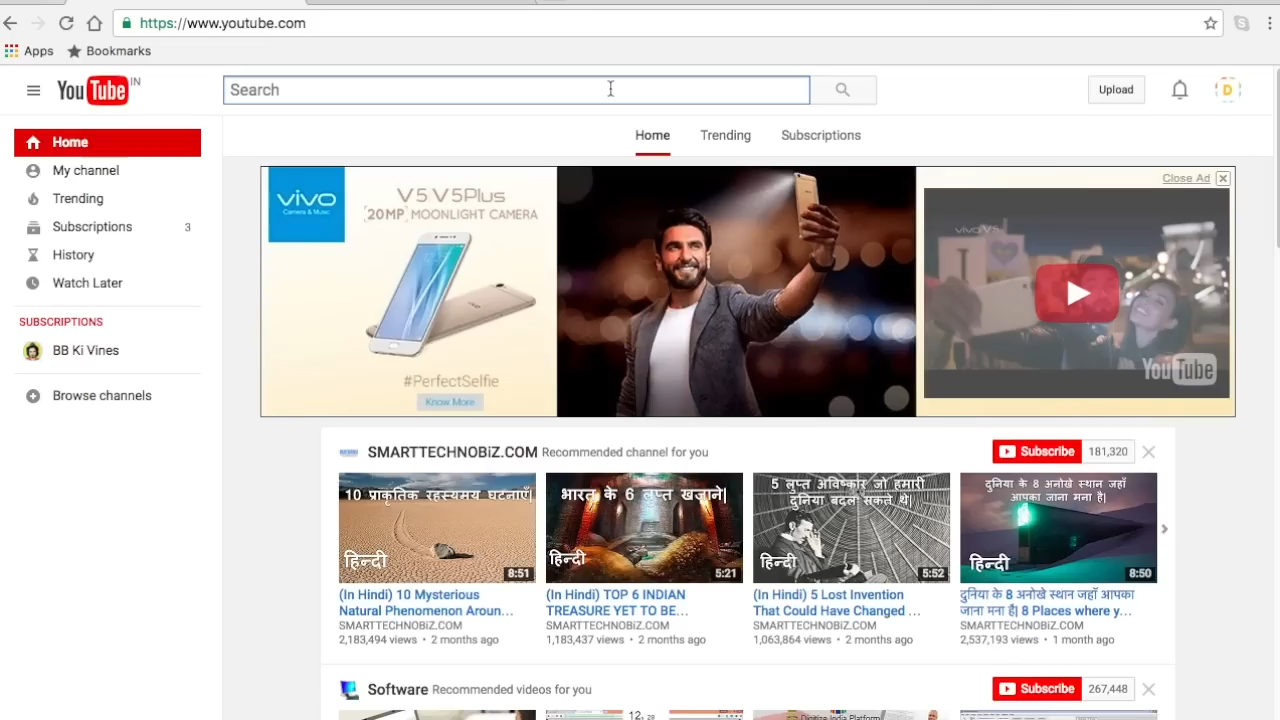 https://www.youtube.com
Apps
Bookmarks
YouTube IN
Search
Upload
D
Home
My channel
Trending
Subscriptions 3
History
Watch Later
SUBSCRIPTIONS
BB Ki Vines
Browse channels
Home Trending Subscriptions
vivo
Camera & Music
V5 V5Plus
20MP MOONLIGHT CAMERA
#PerfectSelfie
Know More
Close Ad
vivo V5
YouTube
SMARTTECHNOBiZ.COM Recommended channel for you
Subscribe 181,320
10 प्राकृतिक रहस्यमय घटनाएँ|
हिन्दी
8:51
(In Hindi) 10 Mysterious
Natural Phenomenon Aroun...
SMARTTECHNOBiZ.COM
2,183,494 views • 2 months ago
भारत के 6 लुप्त खजाने|
हिन्दी
5:21
(In Hindi) TOP 6 INDIAN
TREASURE YET TO BE...
SMARTTECHNOBiZ.COM
1,183,437 views • 2 months ago
5 लुप्त अविष्कार जो हमारी
दुनिया बदल सकते थे|
हिन्दी
5:52
(In Hindi) 5 Lost Invention
That Could Have Changed ...
SMARTTECHNOBiZ.COM
1,063,864 views • 2 months ago
दुनिया के 8 अनोखे स्थान जहाँ
आपका जाना मना है|
हिन्दी
8:50
दुनिया के 8 अनोखे स्थान जहाँ आपका
जाना मना है| 8 Places where y...
SMARTTECHNOBiZ.COM
2,537,193 views • 1 month ago
Software Recommended videos for you
Subscribe 267,448
Digitize India Platform